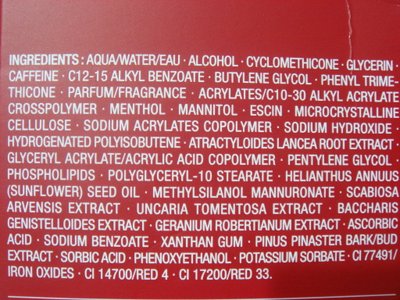 INGREDIENTS : AQUA/WATER/EAU • ALCOHOL • CYCLOMETHICONE • GLYCERIN •
CAFFEINE • C12-15 ALKYL BENZOATE • BUTYLENE GLYCOL • PHENYL TRIME-
THICONE • PARFUM/FRAGRANCE • ACRYLATES/C10-30 ALKYL ACRYLATE
CROSSPOLYMER • MENTHOL • MANNITOL • ESCIN • MICROCRYSTALLINE
CELLULOSE • SODIUM ACRYLATES COPOLYMER • SODIUM HYDROXIDE •
HYDROGENATED POLYISOBUTENE • ATRACTYLOIDES LANCEA ROOT EXTRACT •
GLYCERYL ACRYLATE/ACRYLIC ACID COPOLYMER • PENTYLENE GLYCOL •
PHOSPHOLIPIDS • POLYGLYCERYL-10 STEARATE • HELIANTHUS ANNUUS
(SUNFLOWER) SEED OIL • METHYLSILANOL MANNURONATE • SCABIOSA
ARVENSIS EXTRACT • UNCARIA TOMENTOSA EXTRACT • BACCHARIS
GENISTELLOIDES EXTRACT • GERANIUM ROBERTIANUM EXTRACT • ASCORBIC
ACID • SODIUM BENZOATE • XANTHAN GUM • PINUS PINASTER BARK/BUD
EXTRACT • SORBIC ACID • PHENOXYETHANOL • POTASSIUM SORBATE • CI 77491/
IRON OXIDES • CI 14700/RED 4 • CI 17200/RED 33.